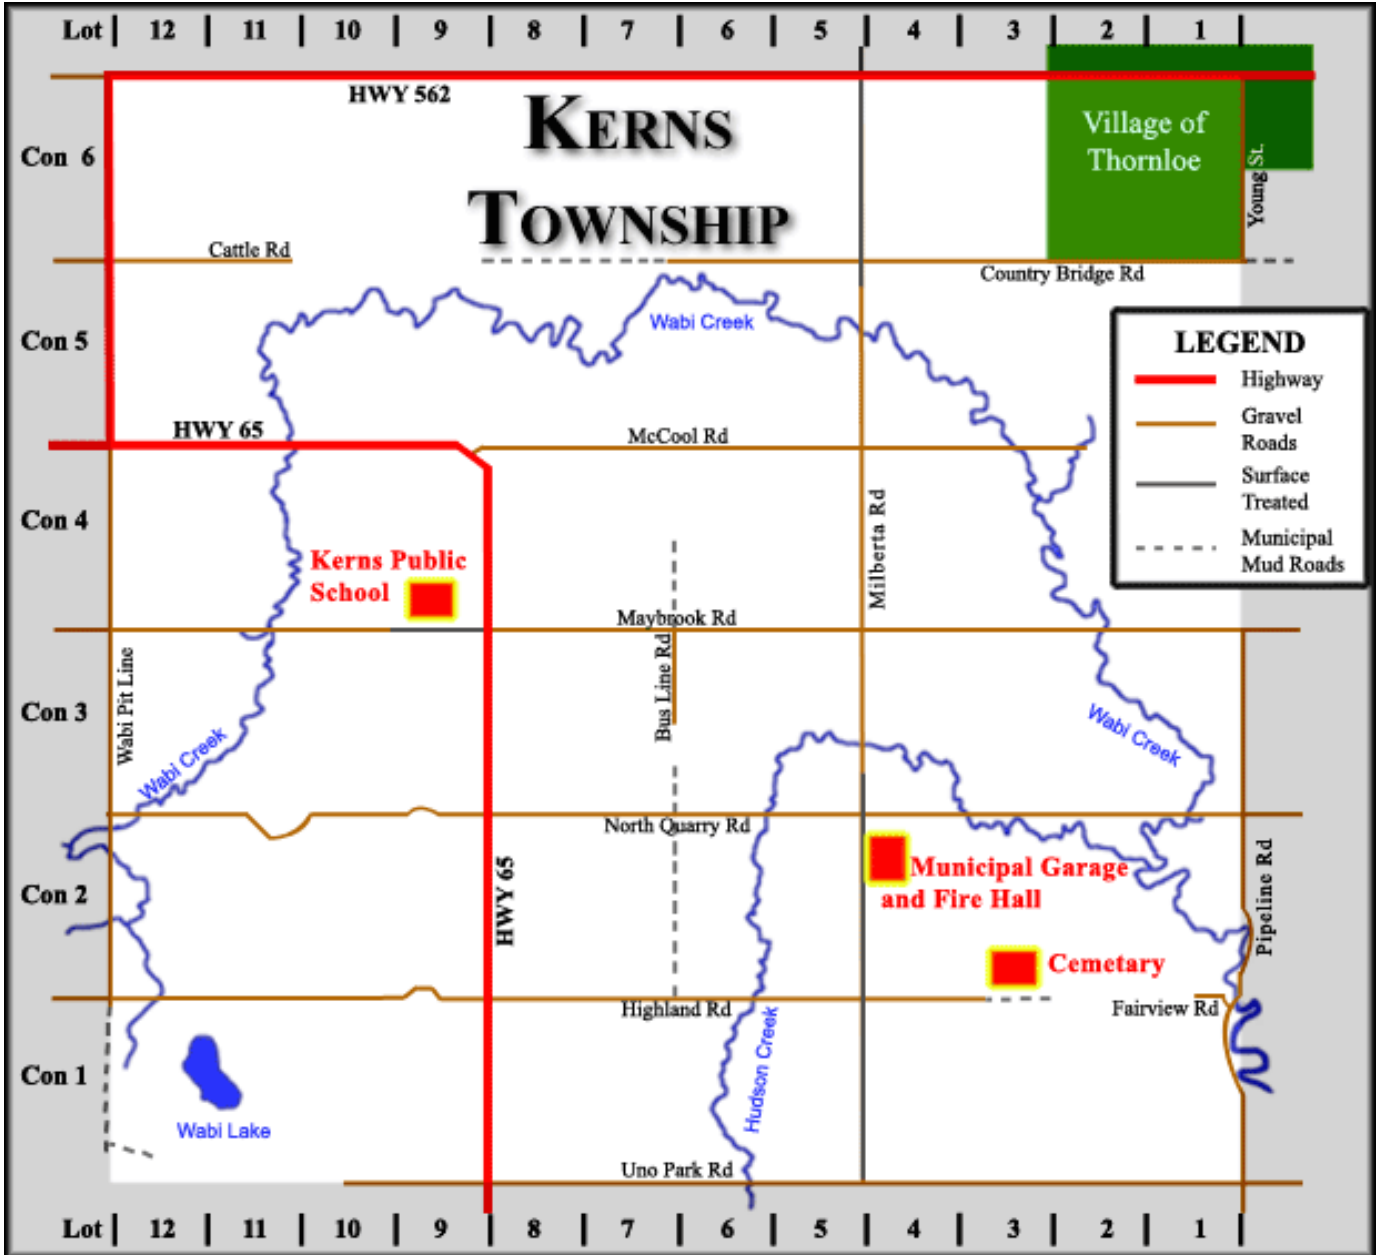 Lot 12 11 10 9 8 7 6 5 4 3 2 1
HWY 562
KERNS
TOWNSHIP
Village of
Thornloe
Con 6
Young St.
Cattle Rd
Country Bridge Rd
Wabi Creek
Con 5
LEGEND
Highway
Gravel
Roads
Surface
Treated
Municipal
Mud Roads
HWY 65
McCool Rd
Con 4
Milberta Rd
Kerns Public
School
Maybrook Rd
Wabi Pit Line
Bus Line Rd
Con 3
Wabi Creek
Wabi Creek
North Quarry Rd
HWY 65
Municipal Garage
and Fire Hall
Pipeline Rd
Con 2
Cemetary
Highland Rd
Fairview Rd
Hudson Creek
Con 1
Wabi Lake
Uno Park Rd
Lot 12 11 10 9 8 7 6 5 4 3 2 1